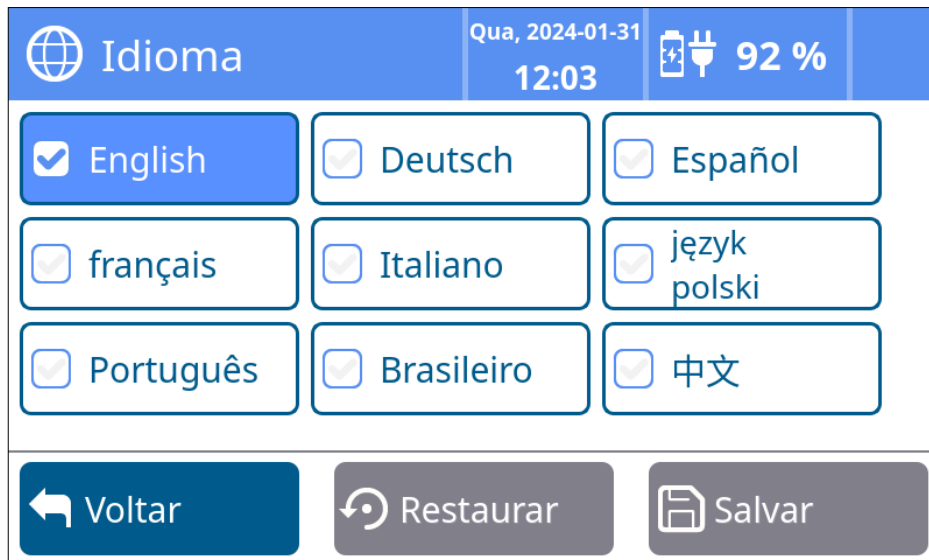 Idioma
Qua, 2024-01-31
12:03
92 %
English
Deutsch
Español
français
Italiano
język
polski
Português
Brasileiro
中文
Voltar
Restaurar
Salvar